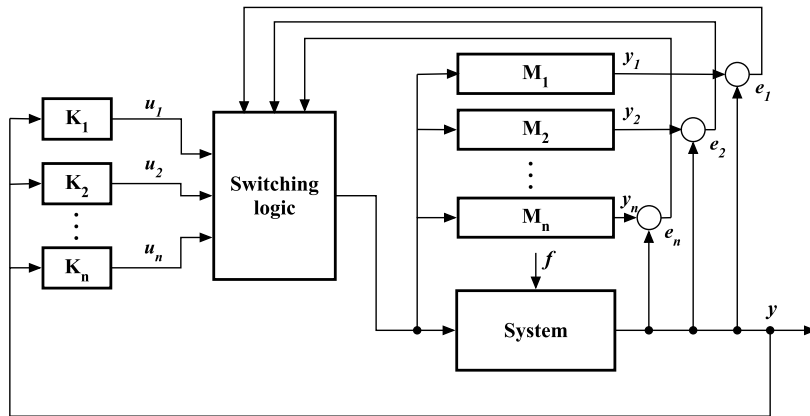 K₁
K₂
Kₙ
u₁
u₂
uₙ
Switching
logic
M₁
M₂
Mₙ
y₁
y₂
yₙ
e₁
e₂
eₙ
f
System
y